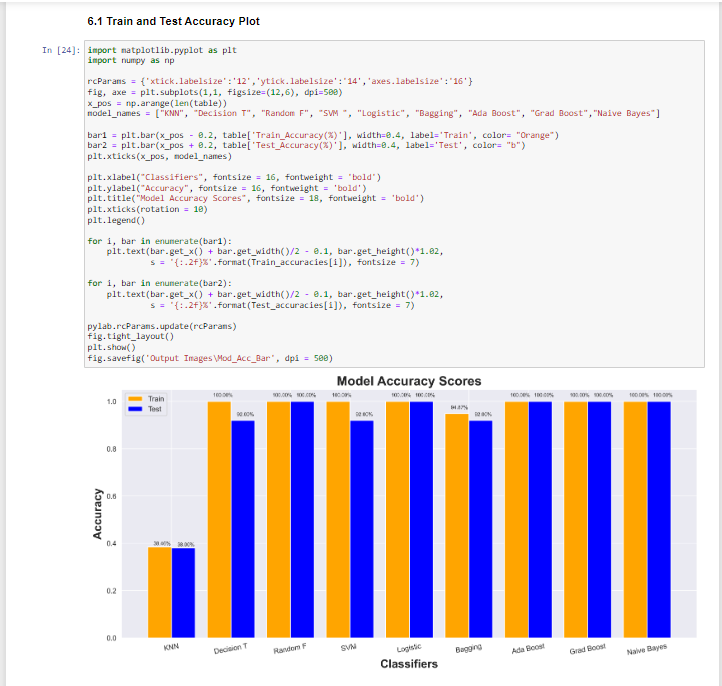 6.1 Train and Test Accuracy Plot
In [24]: import matplotlib.pyplot as plt
import numpy as np
rcParams = {'xtick.labelsize':'12','ytick.labelsize':'14','axes.labelsize':'16'}
fig, axe = plt.subplots(1,1, figsize=(12,6), dpi=500)
x_pos = np.arange(len(table))
model_names = ["KNN", "Decision T", "Random F", "SVM ", "Logistic", "Bagging", "Ada Boost", "Grad Boost","Naive Bayes"]
bar1 = plt.bar(x_pos - 0.2, table['Train_Accuracy(%)'], width=0.4, label='Train', color= "Orange")
bar2 = plt.bar(x_pos + 0.2, table['Test_Accuracy(%)'], width=0.4, label='Test', color= "b")
plt.xticks(x_pos, model_names)
plt.xlabel("Classifiers", fontsize = 16, fontweight = 'bold')
plt.ylabel("Accuracy", fontsize = 16, fontweight = 'bold')
plt.title("Model Accuracy Scores", fontsize = 18, fontweight = 'bold')
plt.xticks(rotation = 10)
plt.legend()
for i, bar in enumerate(bar1):
plt.text(bar.get_x() + bar.get_width()/2 - 0.1, bar.get_height()*1.02,
s = '{:.2f}%'.format(Train_accuracies[i]), fontsize = 7)
for i, bar in enumerate(bar2):
plt.text(bar.get_x() + bar.get_width()/2 - 0.1, bar.get_height()*1.02,
s = '{:.2f}%'.format(Test_accuracies[i]), fontsize = 7)
pylab.rcParams.update(rcParams)
fig.tight_layout()
plt.show()
fig.savefig('Output Images\Mod_Acc_Bar', dpi = 500)
Model Accuracy Scores
Train
Test
100.00% 92.00% 100.00% 100.00% 100.00% 92.00% 100.00% 100.00% 94.87% 92.00% 100.00% 100.00% 100.00% 100.00% 100.00% 100.00%
1.0
0.8
0.6
0.4
0.2
0.0
Accuracy
KNN Decision T Random F SVM Logistic Bagging Ada Boost Grad Boost Naive Bayes
Classifiers